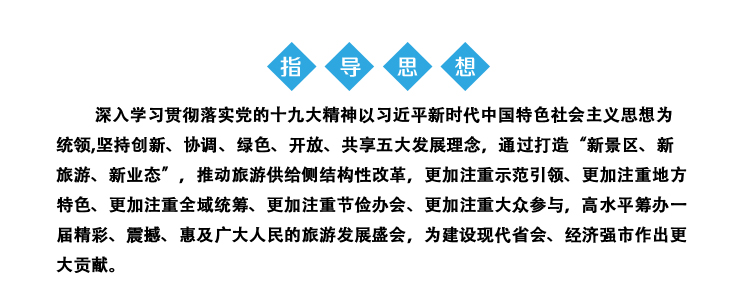 指导思想
深入学习贯彻落实党的十九大精神以习近平新时代中国特色社会主义思想为
统领,坚持创新、协调、绿色、开放、共享五大发展理念，通过打造“新景区、新
旅游、新业态”，推动旅游供给侧结构性改革，更加注重示范引领、更加注重地方
特色、更加注重全域统筹、更加注重节俭办会、更加注重大众参与，高水平筹办一
届精彩、震撼、惠及广大人民的旅游发展盛会，为建设现代省会、经济强市作出更
大贡献。